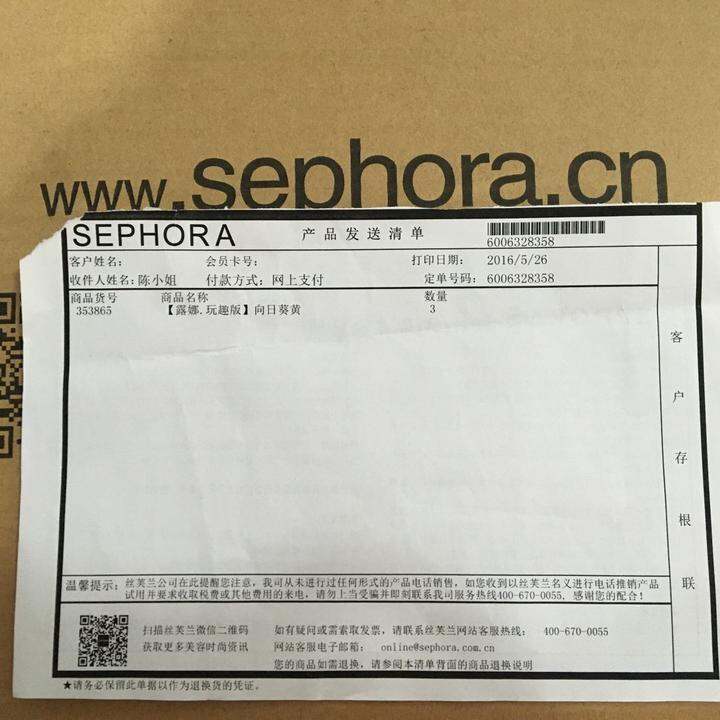 www.sephora.cn
SEPHORA 产品发送清单
6006328358
客户姓名： 会员卡号： 打印日期： 2016/5/26
收件人姓名：陈小姐 付款方式：网上支付 定单号码： 6006328358
商品货号 商品名称 数量
353865 【露娜.玩趣版】向日葵黄 3
客户存根联
温馨提示：丝芙兰公司在此提醒您注意，我司从未进行过任何形式的产品电话销售，如您收到以丝芙兰名义进行电话推销产品
试用并要求收取税费或其他费用的来电，请勿上当受骗并即刻联系我司服务热线400-670-0055. 感谢您的配合！
扫描丝芙兰微信二维码 如有疑问或需索取发票，请联系丝芙兰网站客服热线： 400-670-0055
获取更多美容时尚资讯 网站客服电子邮箱： online@sephora.com.cn
您的商品如需退换，请参阅本清单背面的商品退换说明
★请务必保留此单据以作为退换货的凭证。